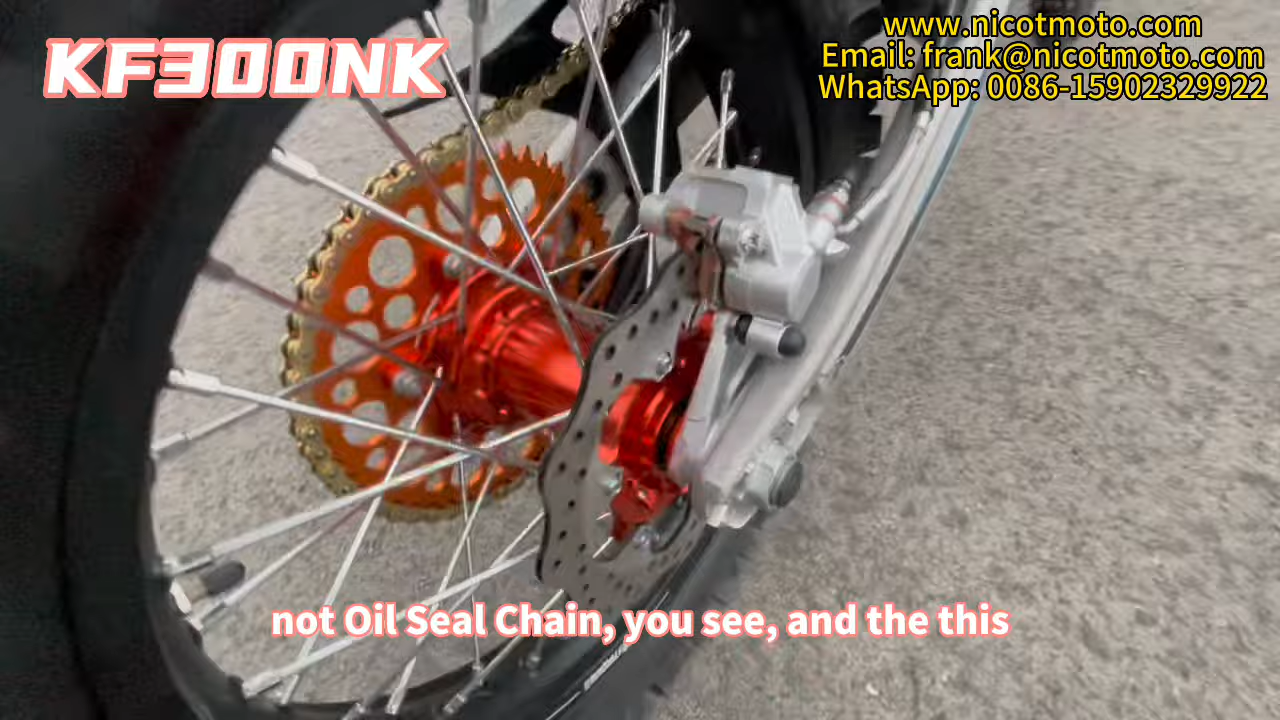 KF300NK
www.nicotmoto.com
Email: frank@nicotmoto.com
WhatsApp: 0086-15902329922
not Oil Seal Chain, you see, and the this